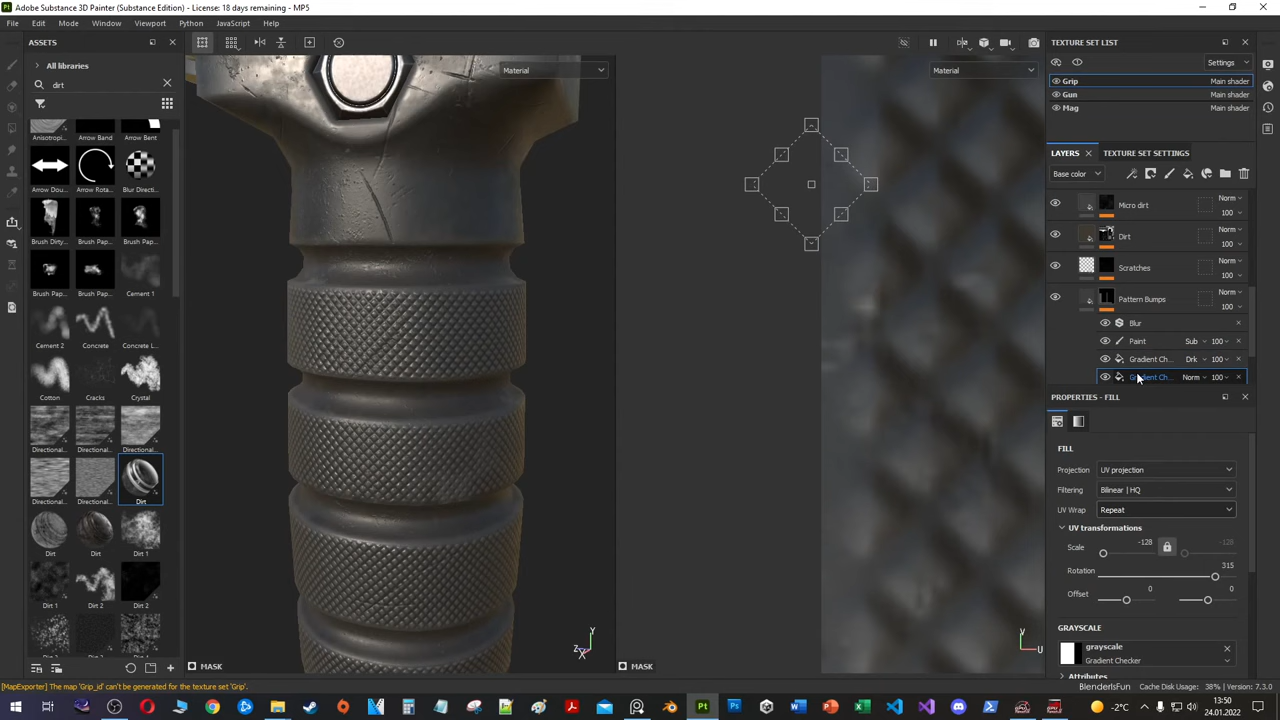 Adobe Substance 3D Painter (Substance Edition) - License: 18 days remaining - MP5
File Edit Mode Window Viewport Python JavaScript Help
ASSETS
All libraries
dirt
Anisotropi... Arrow Band Arrow Bent
Arrow Dou... Arrow Rota... Blur Directi...
Brush Dirty... Brush Pap... Brush Pap...
Brush Pap... Brush Pap... Cement 1
Cement 2 Concrete Concrete L...
Cotton Cracks Crystal
Directional... Directional... Directional...
Directional... Directional... Dirt
Dirt Dirt Dirt 1
Dirt 1 Dirt 2 Dirt 2
Material
Y
Z
X
MASK
Material
V
U
MASK
TEXTURE SET LIST
Settings
Grip Main shader
Gun Main shader
Mag Main shader
LAYERS TEXTURE SET SETTINGS
Base color
Micro dirt Norm 100
Dirt Norm 100
Scratches Norm 100
Pattern Bumps Norm 100
Blur
Paint Sub 100
Gradient Ch... Drk 100
Gradient Ch... Norm 100
PROPERTIES - FILL
FILL
Projection UV projection
Filtering Bilinear | HQ
UV Wrap Repeat
UV transformations
Scale -128 -128
Rotation 315
Offset 0 0
GRAYSCALE
grayscale
Gradient Checker
Attributes
[MapExporter] The map 'Grip_id' can't be generated for the texture set 'Grip'.
BlenderIsFun Cache Disk Usage: 38% | Version: 7.3.0
-2°C
13:50
24.01.2022